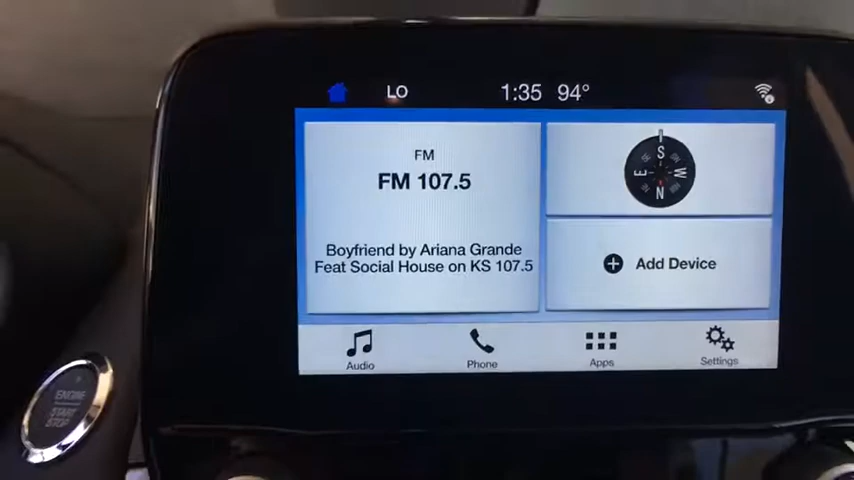 LO
1:35 94°
FM
FM 107.5
Boyfriend by Ariana Grande
Feat Social House on KS 107.5
S
E W
N
Add Device
Audio
Phone
Apps
Settings
ENGINE
START
STOP